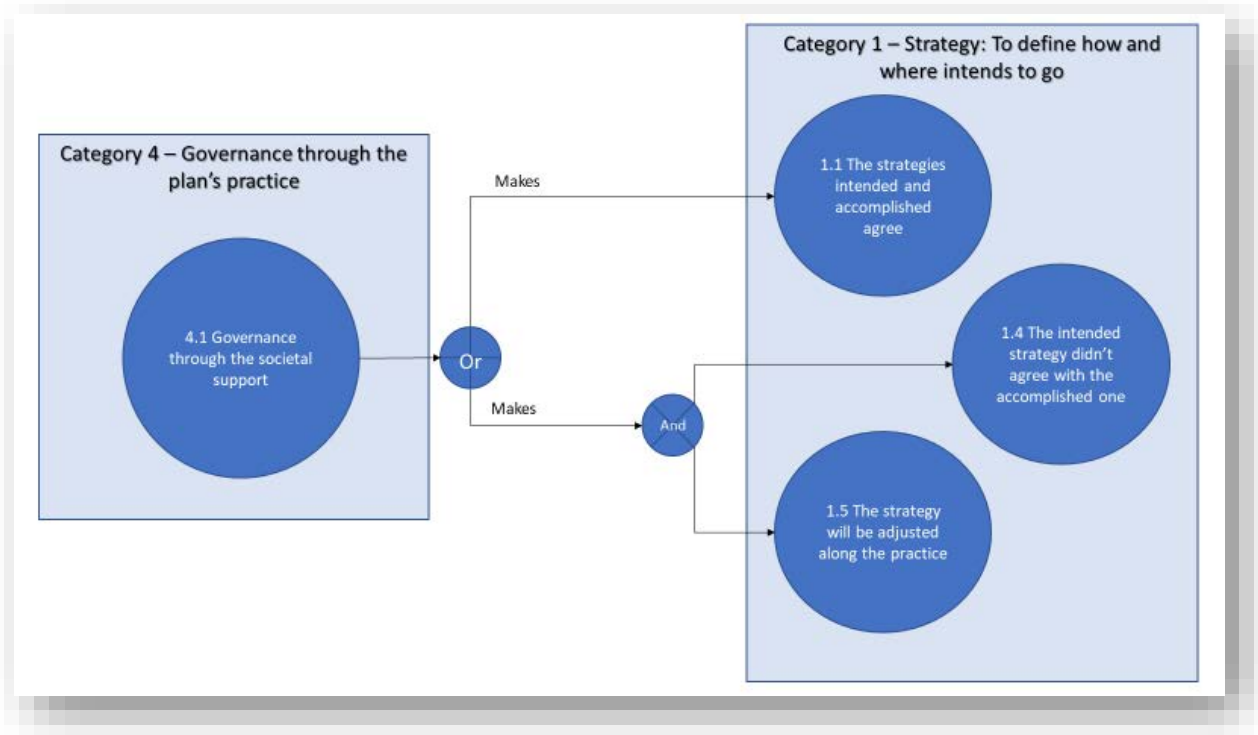 Category 4 – Governance through the
plan's practice
4.1 Governance
through the societal
support
Or
Makes
Makes
And
Category 1 – Strategy: To define how and
where intends to go
1.1 The strategies
intended and
accomplished
agree
1.4 The intended
strategy didn't
agree with the
accomplished one
1.5 The strategy
will be adjusted
along the practice